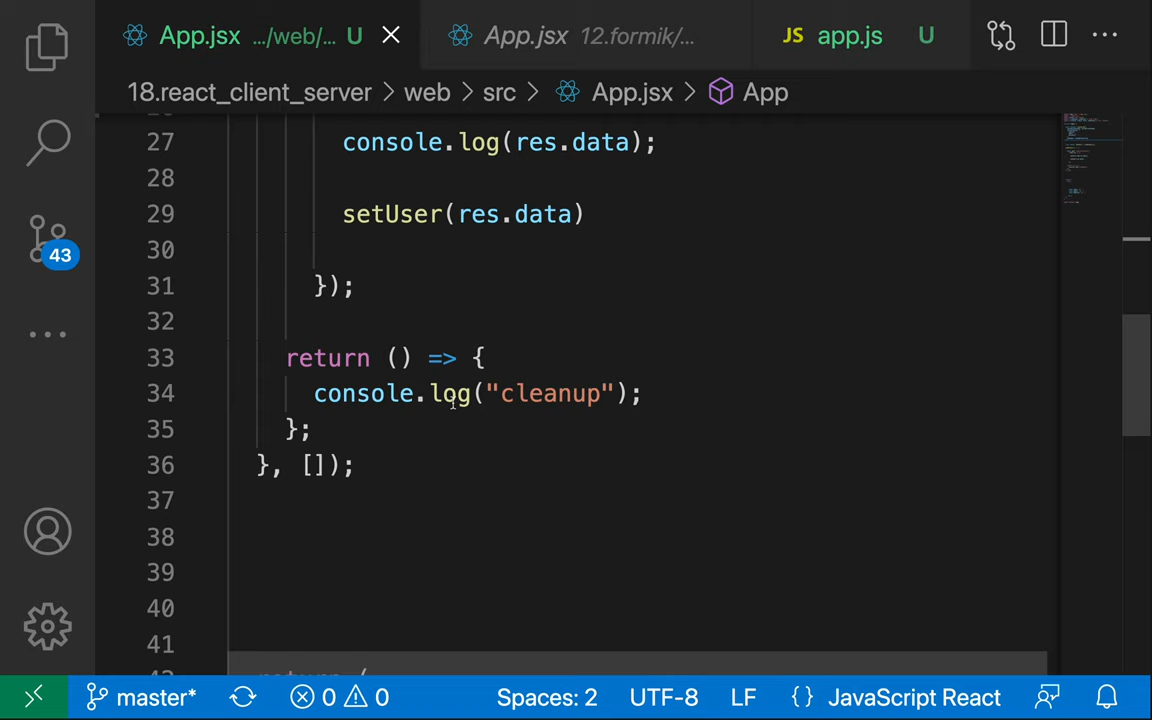 App.jsx .../web/... U
App.jsx 12.formik/...
JS app.js U
18.react_client_server > web > src > App.jsx > App
27 console.log(res.data);
28
29 setUser(res.data)
30
31 });
32
33 return () => {
34 console.log("cleanup");
35 };
36 }, []);
37
38
39
40
41
return (
43
master* 0 0 Spaces: 2 UTF-8 LF {} JavaScript React